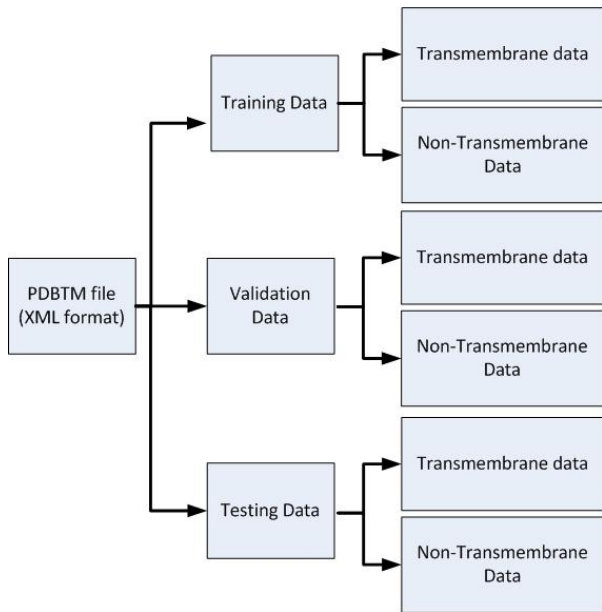 PDBTM file
(XML format)
Training Data
Transmembrane data
Non-Transmembrane
Data
Validation
Data
Transmembrane data
Non-Transmembrane
Data
Testing Data
Transmembrane data
Non-Transmembrane
Data